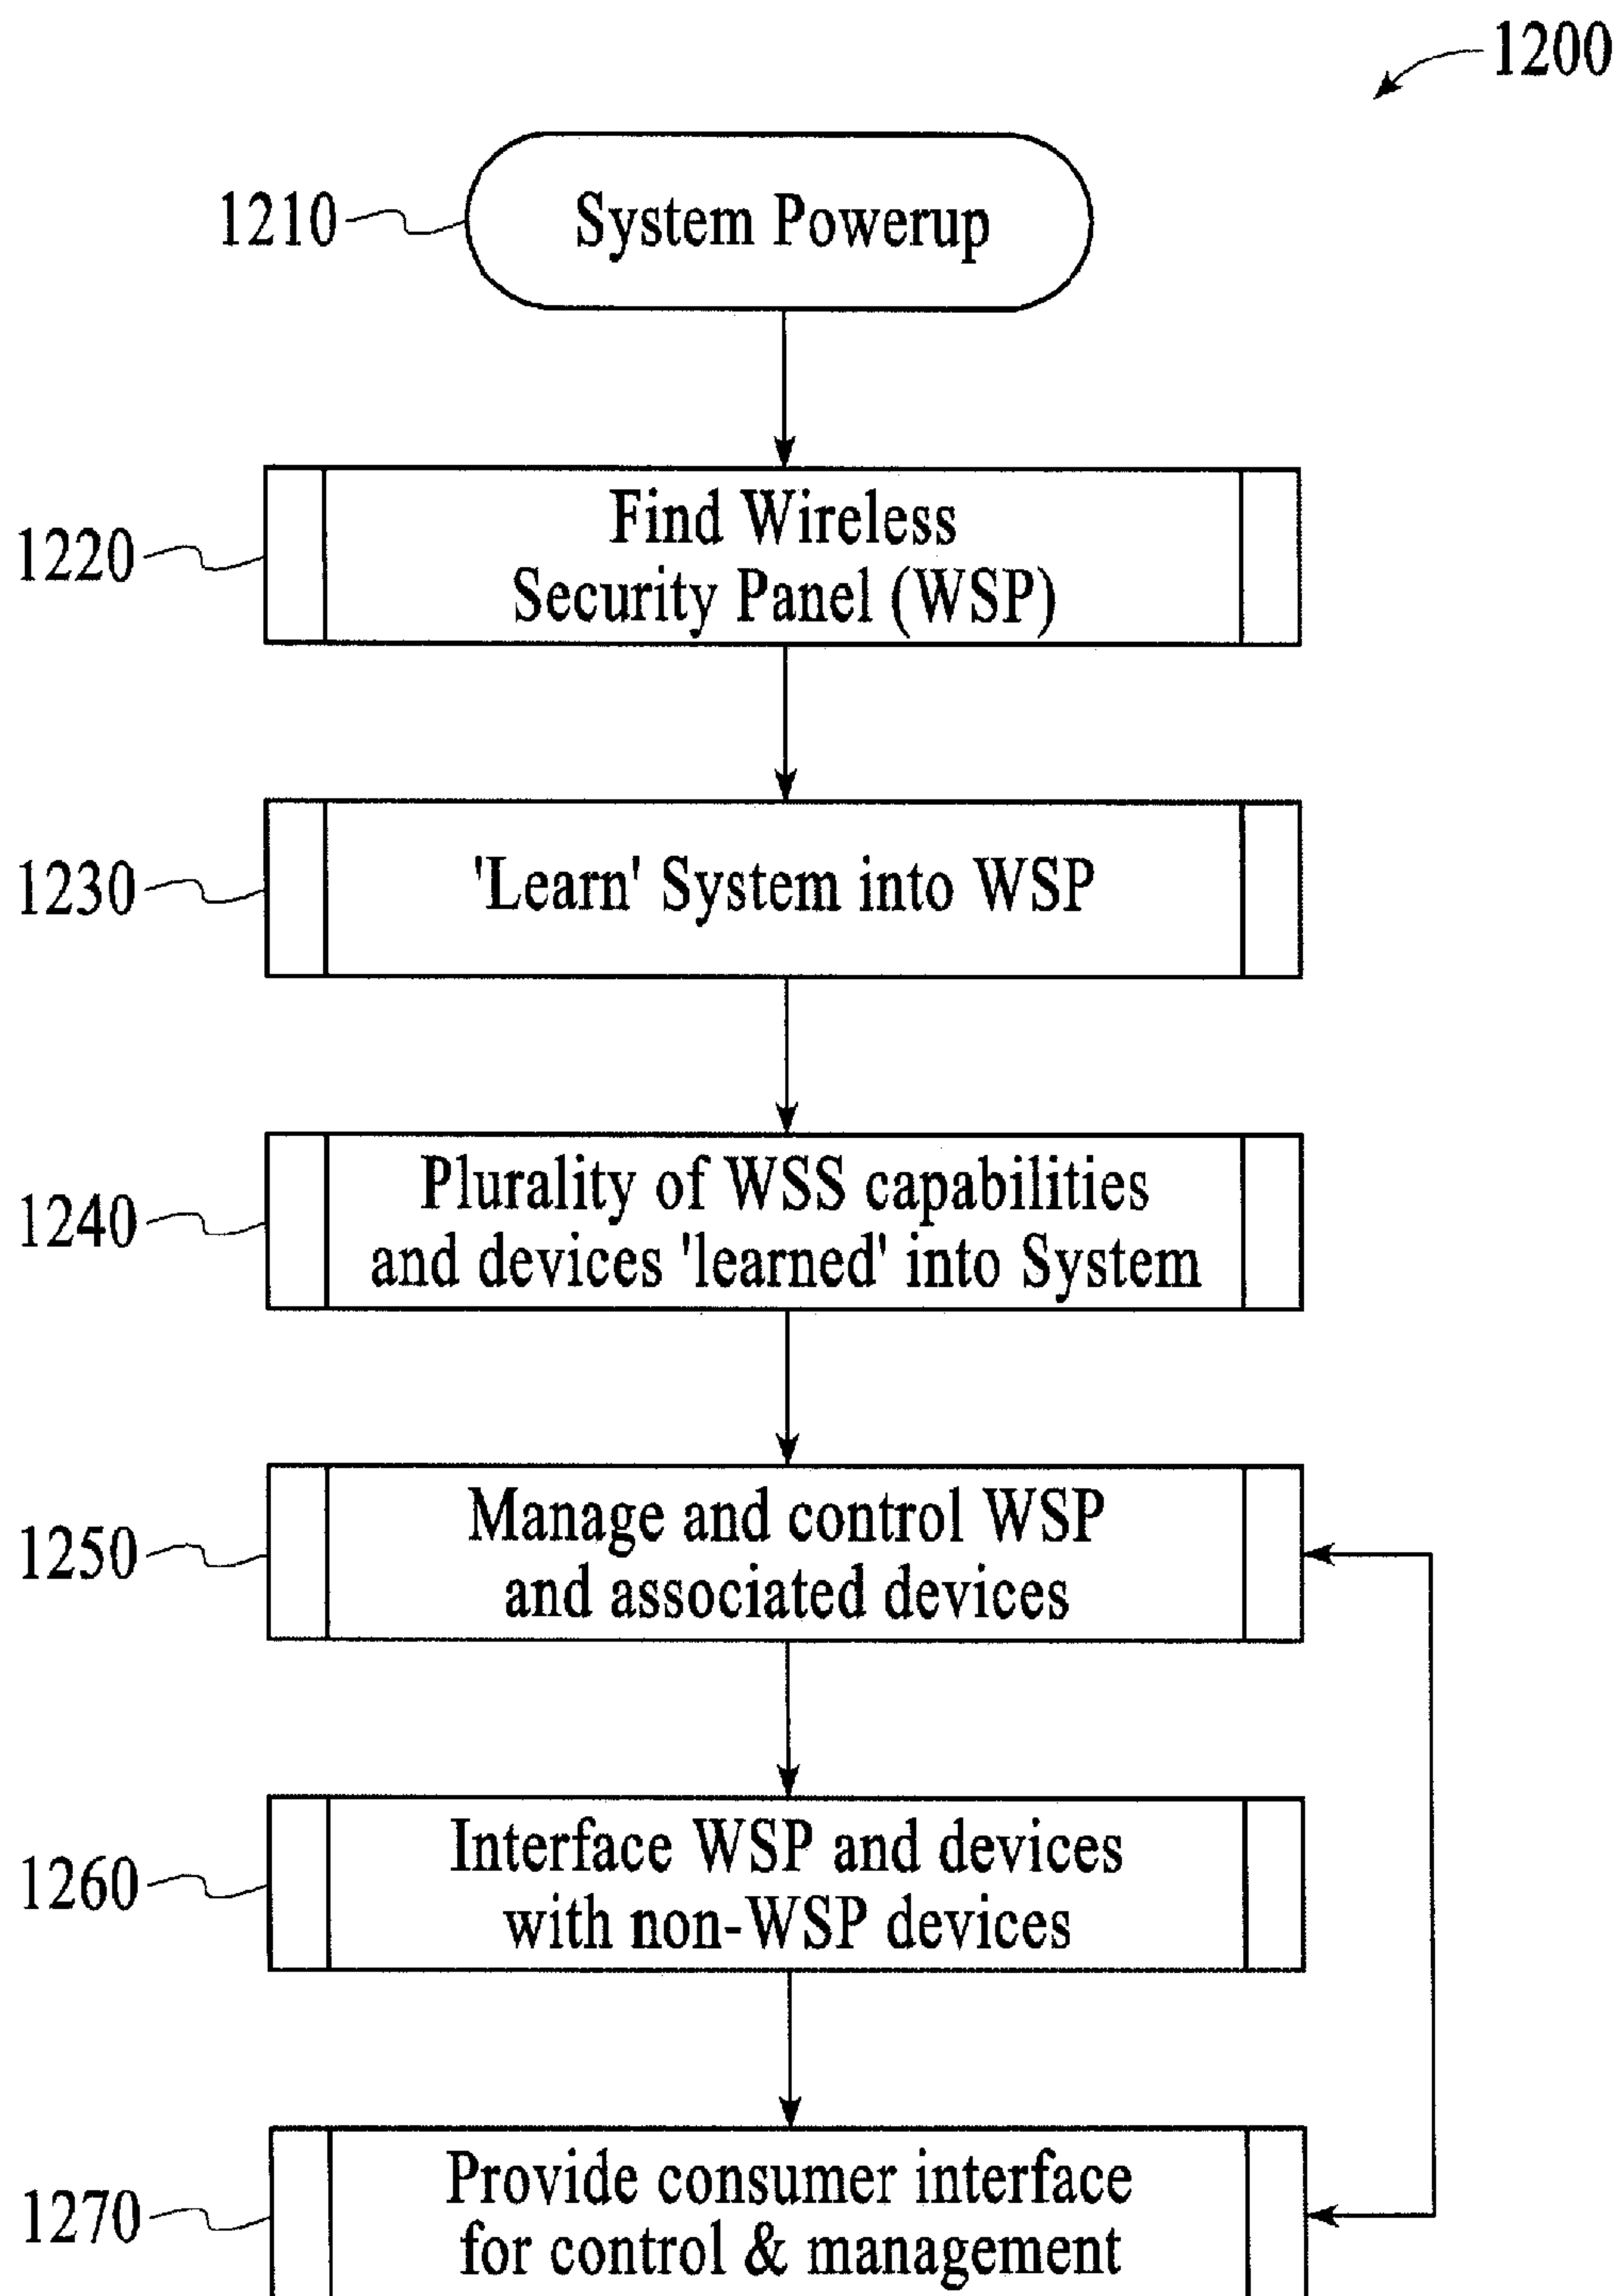 1200
1210
System Powerup
1220
Find Wireless
Security Panel (WSP)
1230
'Learn' System into WSP
1240
Plurality of WSS capabilities
and devices 'learned' into System
1250
Manage and control WSP
and associated devices
1260
Interface WSP and devices
with non-WSP devices
1270
Provide consumer interface
for control & management